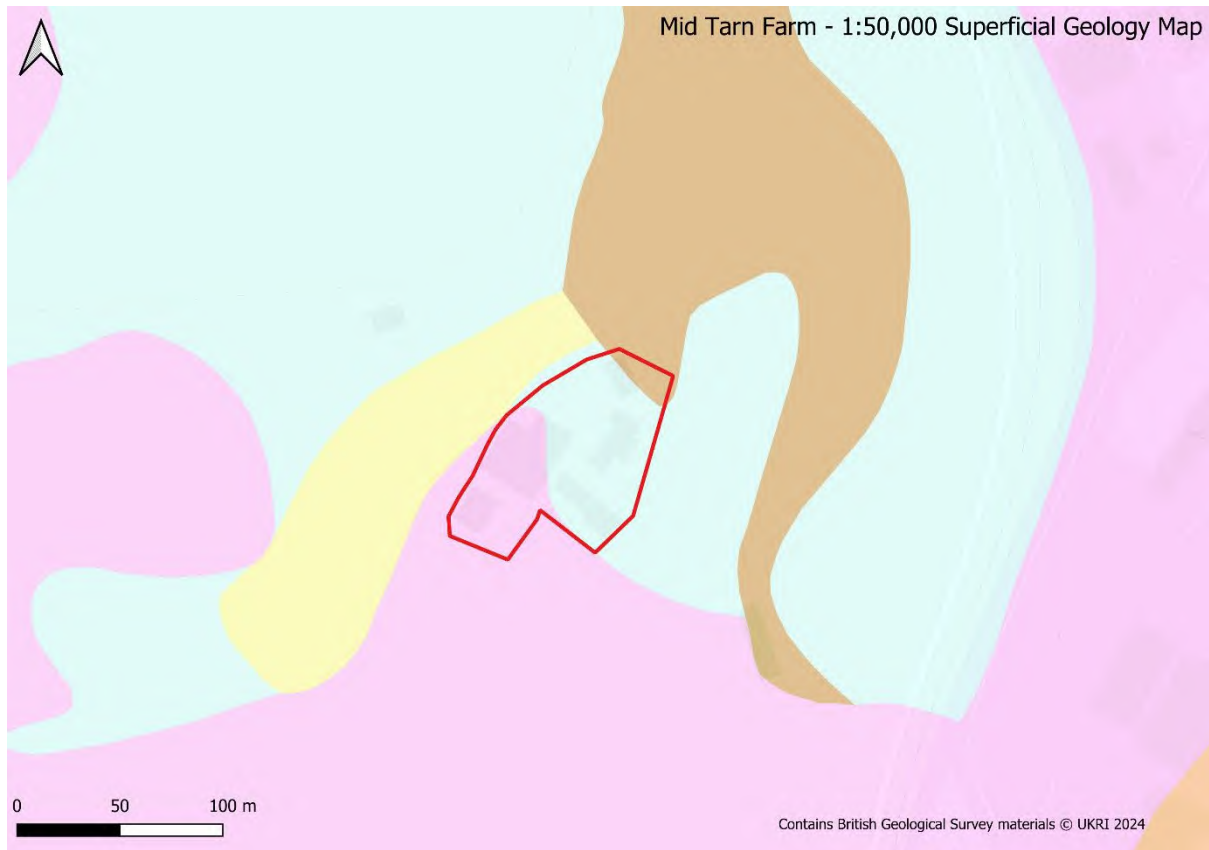 Mid Tarn Farm - 1:50,000 Superficial Geology Map
0 50 100 m
Contains British Geological Survey materials © UKRI 2024